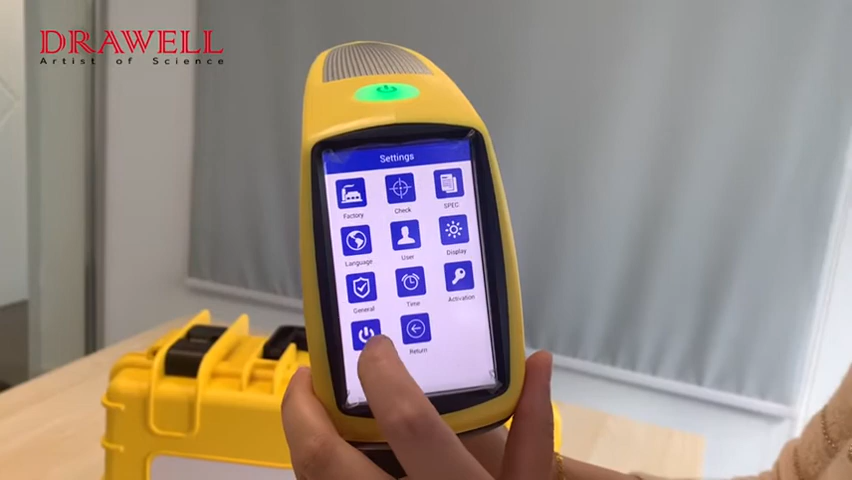 DRAWELL
Artist of Science
Settings
Factory
Check
SPEC
Language
User
Display
General
Time
Activation
Return